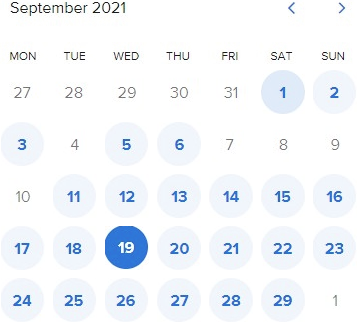 September 2021
MON TUE WED THU FRI SAT SUN
27 28 29 30 31 1 2
3 4 5 6 7 8 9
10 11 12 13 14 15 16
17 18 19 20 21 22 23
24 25 26 27 28 29 1